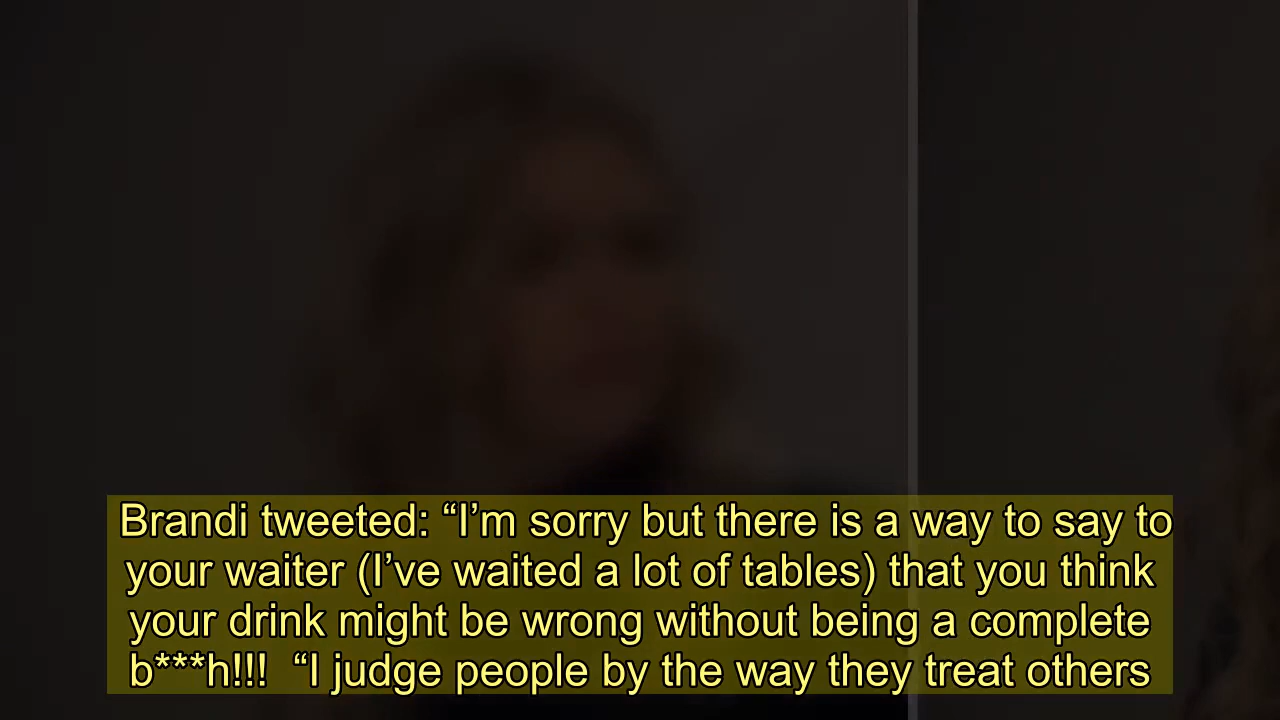 Brandi tweeted: “I’m sorry but there is a way to say to
your waiter (I’ve waited a lot of tables) that you think
your drink might be wrong without being a complete
b***h!!!  “I judge people by the way they treat others